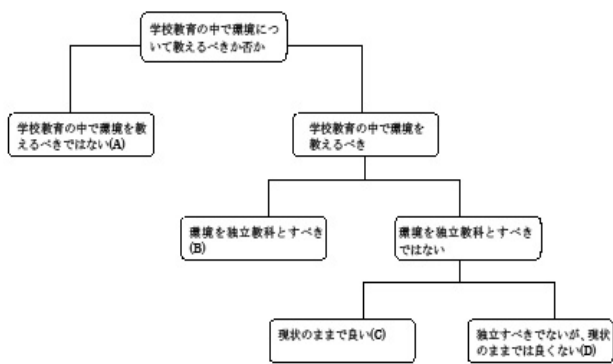 学校教育の中で環境につ
いて教えるべきか否か
学校教育の中で環境を教
えるべきではない(A)
学校教育の中で環境を
教えるべき
環境を独立教科とすべき
(B)
環境を独立教科とすべき
ではない
現状のままで良い(C)
独立すべきでないが、現状
のままでは良くない(D)